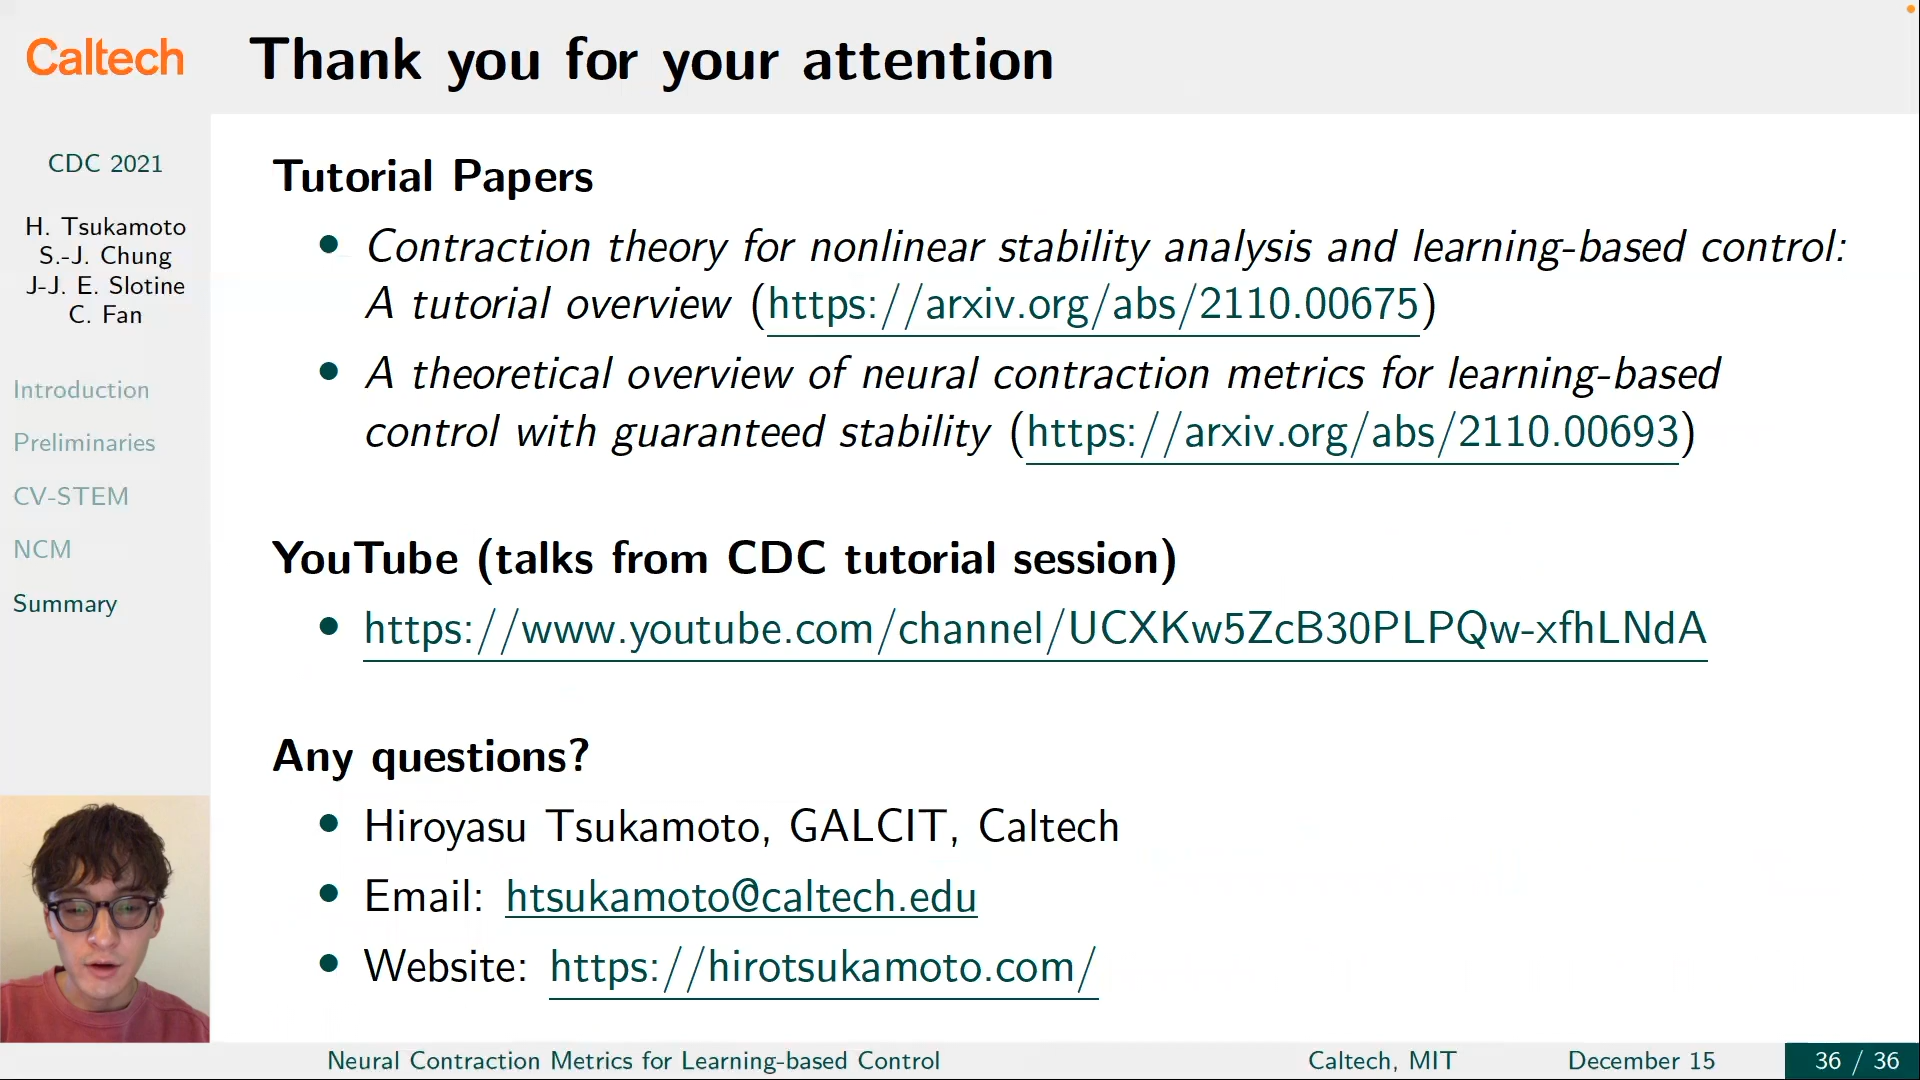 Caltech
Thank you for your attention
CDC 2021
H. Tsukamoto
S.-J. Chung
J-J. E. Slotine
C. Fan
Introduction
Preliminaries
CV-STEM
NCM
Summary
Tutorial Papers
• Contraction theory for nonlinear stability analysis and learning-based control:
A tutorial overview (https://arxiv.org/abs/2110.00675)
• A theoretical overview of neural contraction metrics for learning-based
control with guaranteed stability (https://arxiv.org/abs/2110.00693)
YouTube (talks from CDC tutorial session)
• https://www.youtube.com/channel/UCXKw5ZcB30PLPQw-xfhLNdA
Any questions?
• Hiroyasu Tsukamoto, GALCIT, Caltech
• Email: htsukamoto@caltech.edu
• Website: https://hirotsukamoto.com/
Neural Contraction Metrics for Learning-based Control
Caltech, MIT
December 15
36 / 36